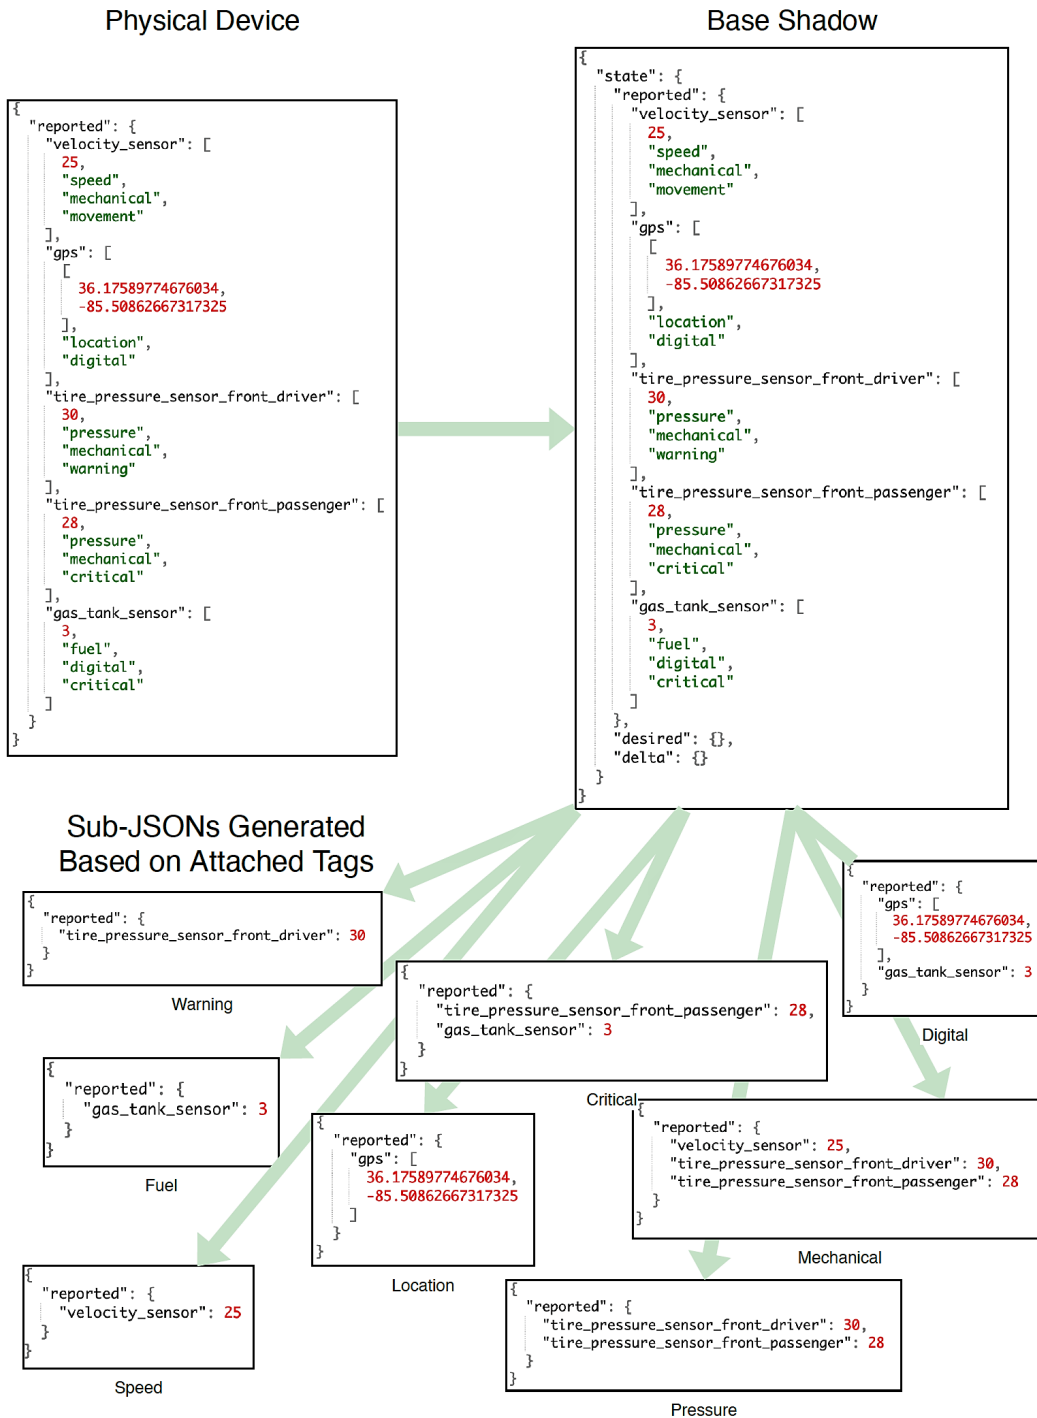 Physical Device
{
"reported": {
"velocity_sensor": [
25,
"speed",
"mechanical",
"movement"
],
"gps": [
[
36.17589774676034,
-85.50862667317325
],
"location",
"digital"
],
"tire_pressure_sensor_front_driver": [
30,
"pressure",
"mechanical",
"warning"
],
"tire_pressure_sensor_front_passenger": [
28,
"pressure",
"mechanical",
"critical"
],
"gas_tank_sensor": [
3,
"fuel",
"digital",
"critical"
]
}
}
Base Shadow
{
"state": {
"reported": {
"velocity_sensor": [
25,
"speed",
"mechanical",
"movement"
],
"gps": [
[
36.17589774676034,
-85.50862667317325
],
"location",
"digital"
],
"tire_pressure_sensor_front_driver": [
30,
"pressure",
"mechanical",
"warning"
],
"tire_pressure_sensor_front_passenger": [
28,
"pressure",
"mechanical",
"critical"
],
"gas_tank_sensor": [
3,
"fuel",
"digital",
"critical"
]
},
"desired": {},
"delta": {}
}
}
Sub-JSONs Generated
Based on Attached Tags
{
"reported": {
"tire_pressure_sensor_front_driver": 30
}
}
Warning
{
"reported": {
"tire_pressure_sensor_front_passenger": 28,
"gas_tank_sensor": 3
}
}
Critical
{
"reported": {
"gps": [
36.17589774676034,
-85.50862667317325
],
"gas_tank_sensor": 3
}
}
Digital
{
"reported": {
"gas_tank_sensor": 3
}
}
Fuel
{
"reported": {
"gps": [
36.17589774676034,
-85.50862667317325
]
}
}
Location
{
"reported": {
"velocity_sensor": 25,
"tire_pressure_sensor_front_driver": 30,
"tire_pressure_sensor_front_passenger": 28
}
}
Mechanical
{
"reported": {
"velocity_sensor": 25
}
}
Speed
{
"reported": {
"tire_pressure_sensor_front_driver": 30,
"tire_pressure_sensor_front_passenger": 28
}
}
Pressure